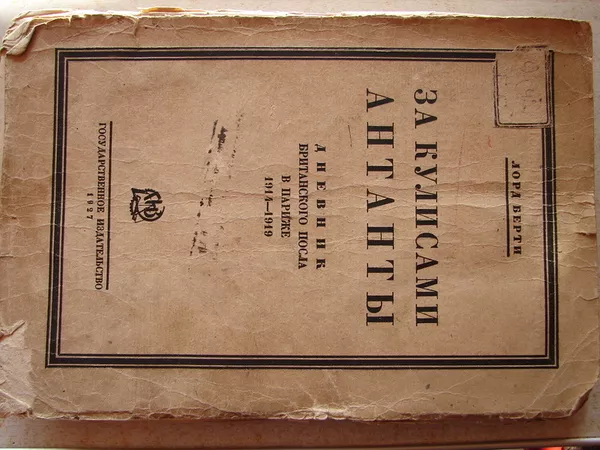 ЛОРД БЕРТИ
ЗА КУЛИСАМИ
АНТАНТЫ
ДНЕВНИК
БРИТАНСКОГО ПОСЛА
В ПАРИЖЕ
1914—1919
ГОСУДАРСТВЕННОЕ ИЗДАТЕЛЬСТВО
1927